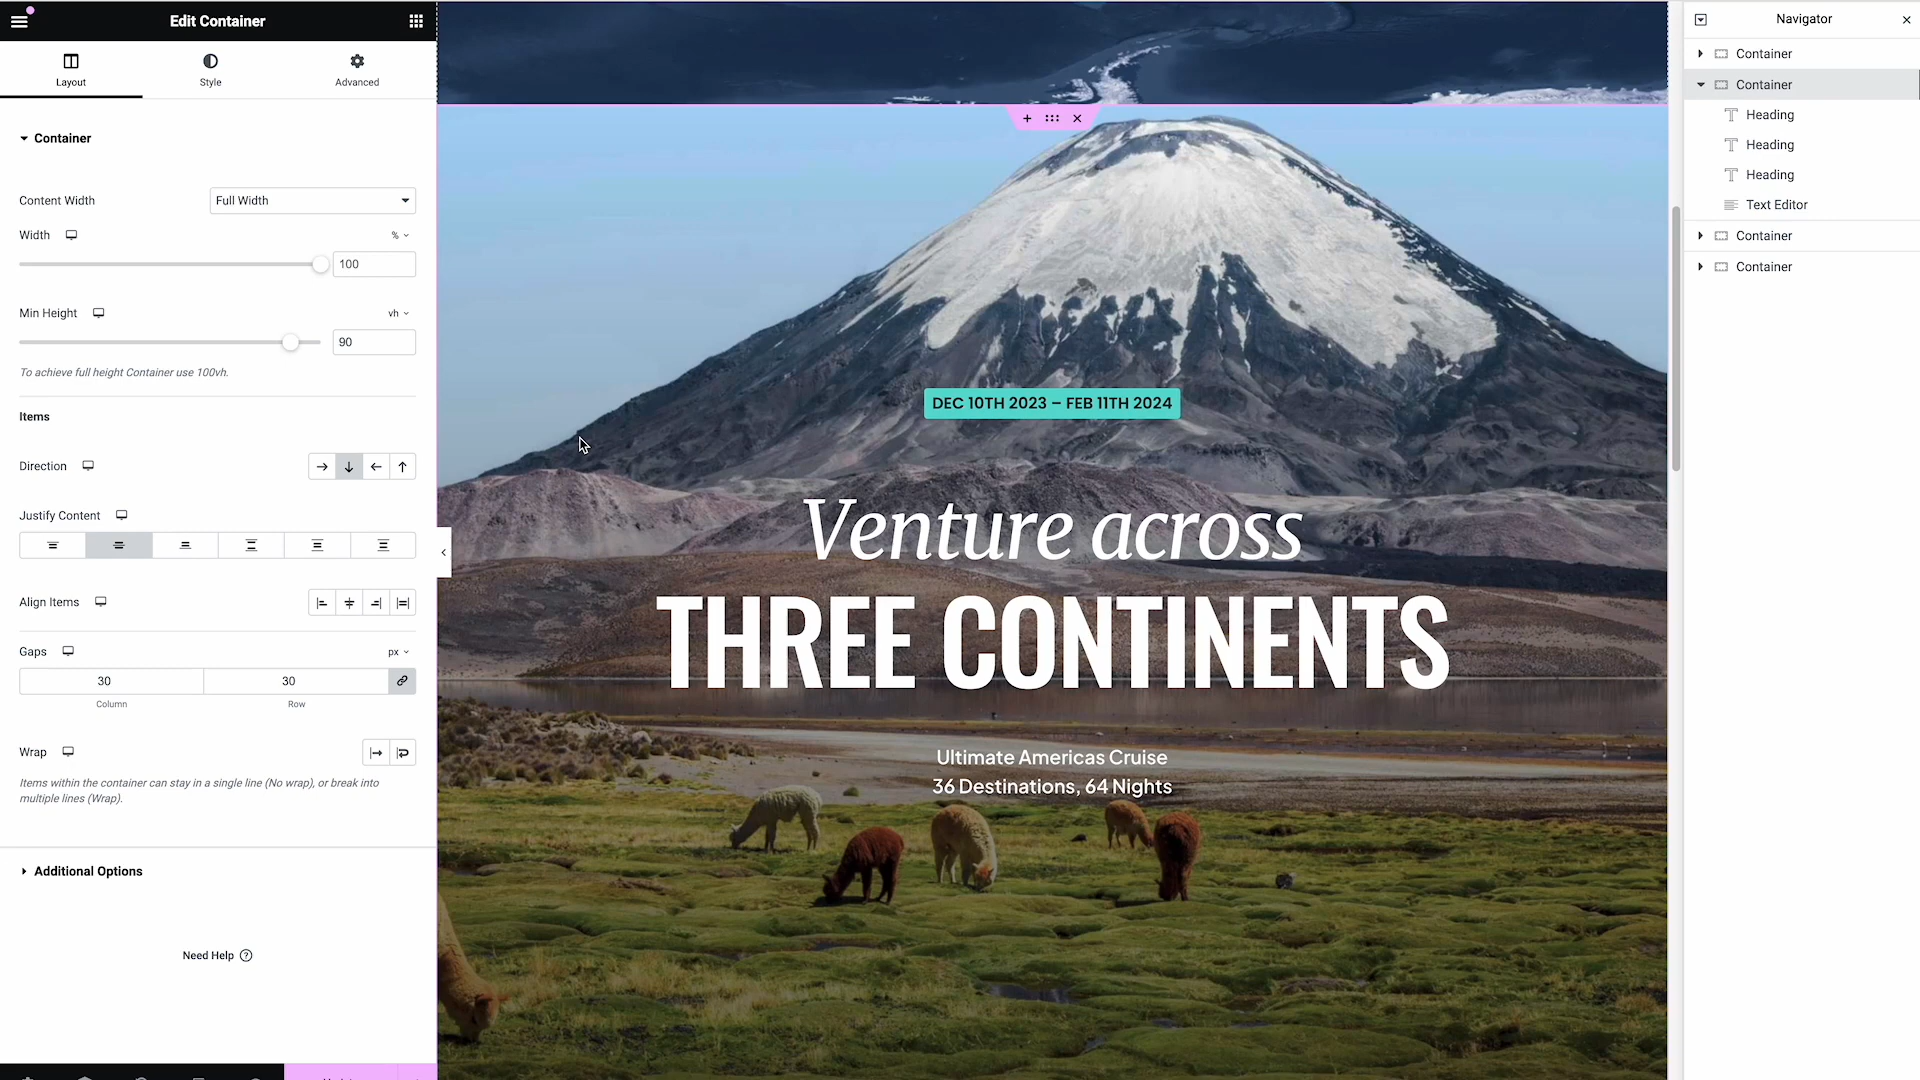 Edit Container
Layout
Style
Advanced
Container
Content Width
Full Width
Width
%
100
Min Height
vh
90
To achieve full height Container use 100vh.
Items
Direction
Justify Content
Align Items
Gaps
px
30
30
Column
Row
Wrap
Items within the container can stay in a single line (No wrap), or break into
multiple lines (Wrap).
Additional Options
Need Help
DEC 10TH 2023 – FEB 11TH 2024
Venture across
THREE CONTINENTS
Ultimate Americas Cruise
36 Destinations, 64 Nights
Navigator
Container
Container
Heading
Heading
Heading
Text Editor
Container
Container